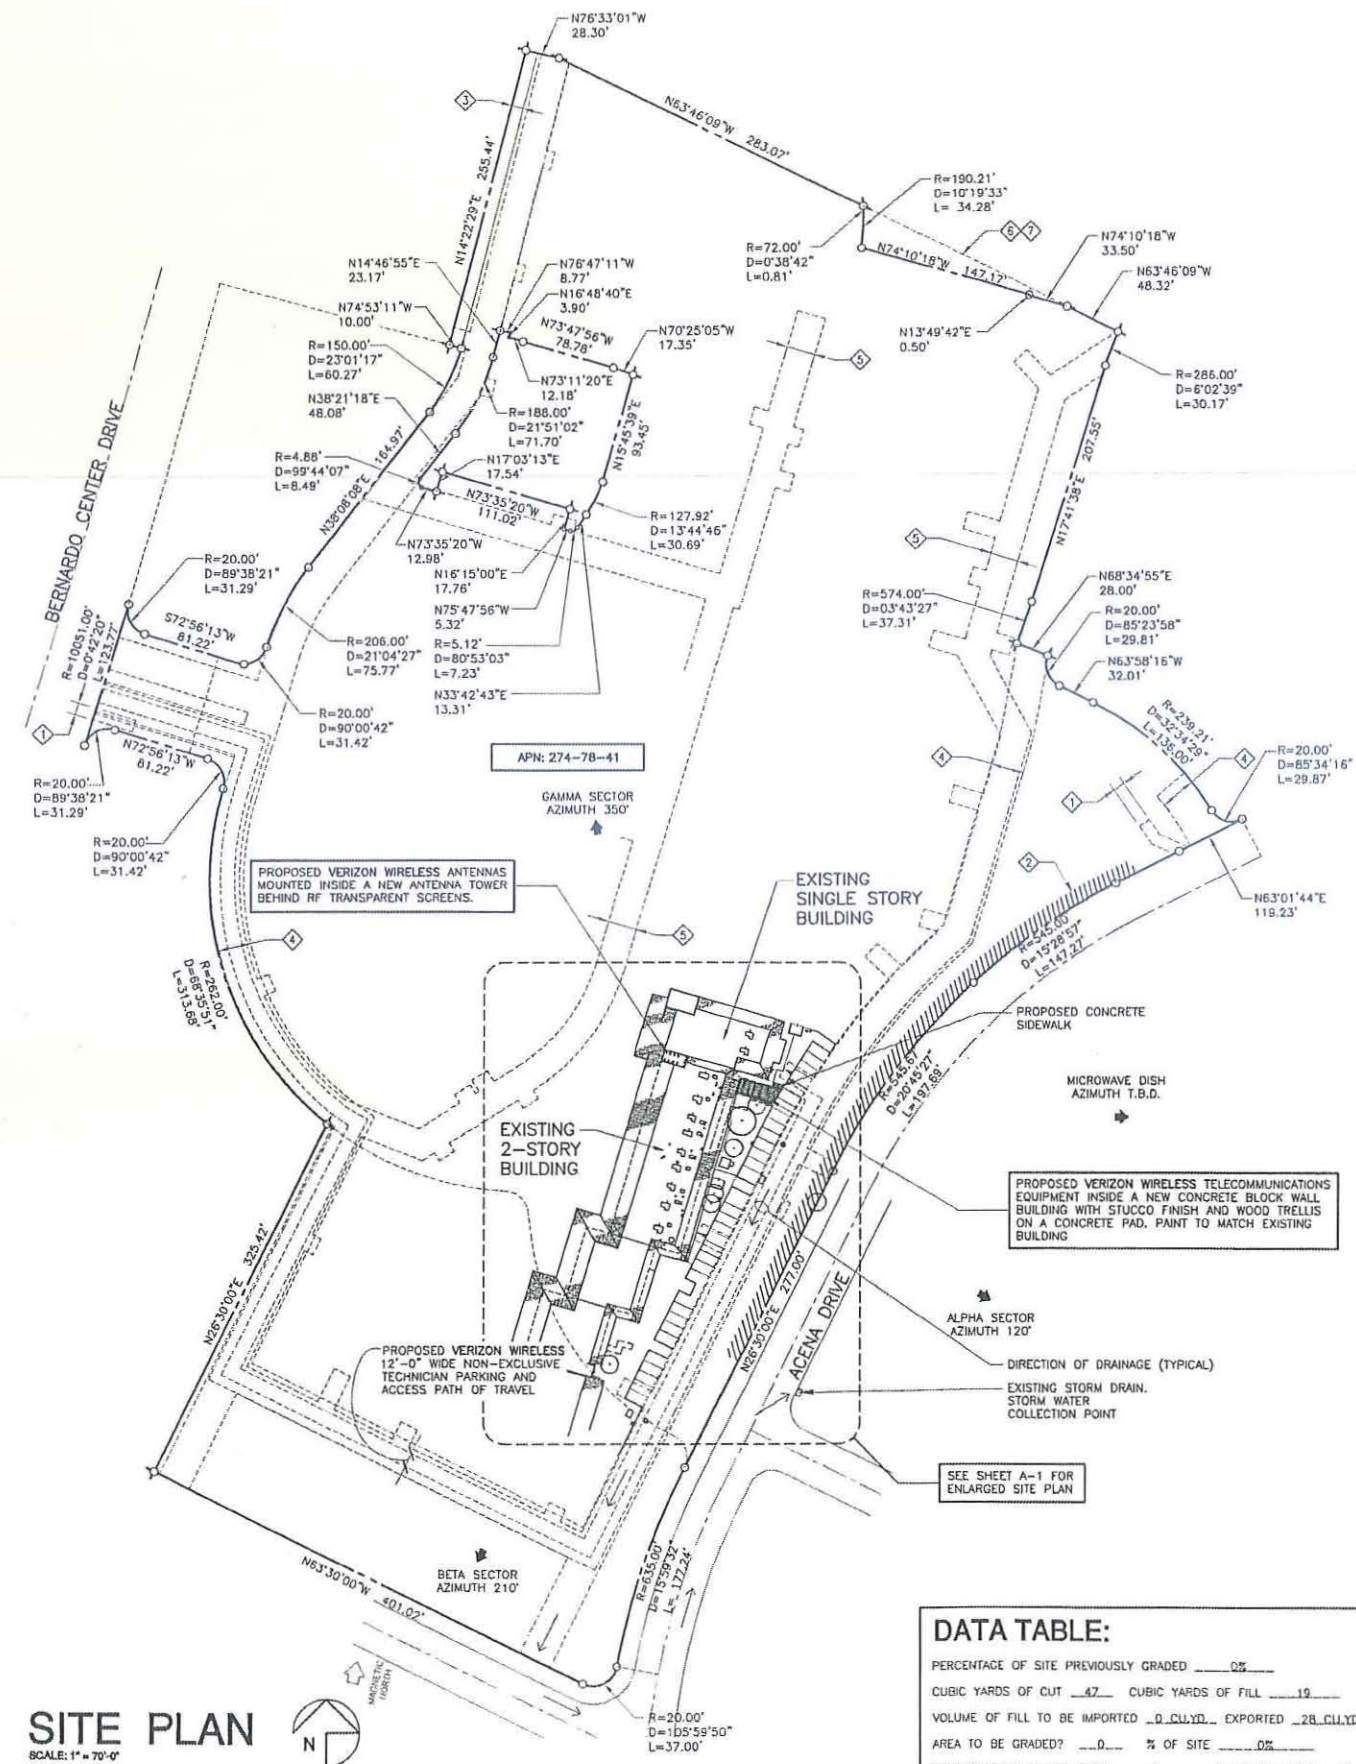 N76°33'01"W
28.30'
3
N63°46'09"W 283.07'
N14°22'29"E 255.44'
R=190.21'
D=10°19'33"
L= 34.28'
6 7
N74°10'18"W
33.50'
R=72.00'
D=0°38'42"
L=0.81'
N74°10'18"W 147.17'
N63°46'09"W
48.32'
N14°46'55"E
23.17'
N76°47'11"W
8.77'
N16°48'40"E
3.90'
N74°53'11"W
10.00'
N73°47'56"W
78.78'
N70°25'05"W
17.35'
N13°49'42"E
0.50'
5
R=150.00'
D=23°01'17"
L=60.27'
N73°11'20"E
12.18'
R=286.00'
D=6°02'39"
L=30.17'
N38°21'18"E
48.08'
R=188.00'
D=21°51'02"
L=71.70'
N15°45'39"E
93.45'
N17°41'38"E 207.55'
BERNARDO CENTER DRIVE
R=4.88'
D=99°44'07"
L=8.49'
N17°03'13"E
17.54'
N38°08'08"E 164.97'
N73°35'20"W
111.02'
R=127.92'
D=13°44'46"
L=30.69'
5
N73°35'20"W
12.98'
R=20.00'
D=89°38'21"
L=31.29'
N16°15'00"E
17.76'
N68°34'55"E
28.00'
R=574.00'
D=03°43'27"
L=37.31'
N75°47'56"W
5.32'
R=20.00'
D=85°23'58"
L=29.81'
R=10051.00'
D=0°42'20"
L=123.77'
S72°56'13"W
81.22'
R=206.00'
D=21°04'27"
L=75.77'
R=5.12'
D=80°53'03"
L=7.23'
N63°58'16"W
32.01'
N33°42'43"E
13.31'
R=239.21'
D=32°34'29"
L=136.00'
1
R=20.00'
D=90°00'42"
L=31.42'
N72°56'13"W
81.22'
APN: 274-78-41
4
4
R=20.00'
D=85°34'16"
L=29.87'
R=20.00'
D=89°38'21"
L=31.29'
GAMMA SECTOR
AZIMUTH 350°
1
R=20.00'
D=90°00'42"
L=31.42'
2
PROPOSED VERIZON WIRELESS ANTENNAS
MOUNTED INSIDE A NEW ANTENNA TOWER
BEHIND RF TRANSPARENT SCREENS.
EXISTING
SINGLE STORY
BUILDING
N63°01'44"E
119.23'
4
5
R=545.00
D=15°28'57"
L=147.27'
R=262.00'
D=68°35'51"
L=313.68'
PROPOSED CONCRETE
SIDEWALK
R=545.67'
D=20°45'27"
L=197.69'
MICROWAVE DISH
AZIMUTH T.B.D.
EXISTING
2-STORY
BUILDING
PROPOSED VERIZON WIRELESS TELECOMMUNICATIONS
EQUIPMENT INSIDE A NEW CONCRETE BLOCK WALL
BUILDING WITH STUCCO FINISH AND WOOD TRELLIS
ON A CONCRETE PAD. PAINT TO MATCH EXISTING
BUILDING
N26°30'00"E 325.42'
N26°30'00"E 277.00'
ACENA DRIVE
ALPHA SECTOR
AZIMUTH 120°
PROPOSED VERIZON WIRELESS
12'-0" WIDE NON-EXCLUSIVE
TECHNICIAN PARKING AND
ACCESS PATH OF TRAVEL
DIRECTION OF DRAINAGE (TYPICAL)
EXISTING STORM DRAIN.
STORM WATER
COLLECTION POINT
SEE SHEET A-1 FOR
ENLARGED SITE PLAN
N63°30'00"W 401.02'
BETA SECTOR
AZIMUTH 210°
R=635.00'
D=15°59'32"
L= 177.24'
MAGNETIC
NORTH
N
R=20.00'
D=105°59'50"
L=37.00'
SITE PLAN
SCALE: 1" = 70'-0"
DATA TABLE:
PERCENTAGE OF SITE PREVIOUSLY GRADED 0%
CUBIC YARDS OF CUT 47 CUBIC YARDS OF FILL 19
VOLUME OF FILL TO BE IMPORTED 0 CU.YD. EXPORTED 28 CU.YD
AREA TO BE GRADED? 0 % OF SITE 0%